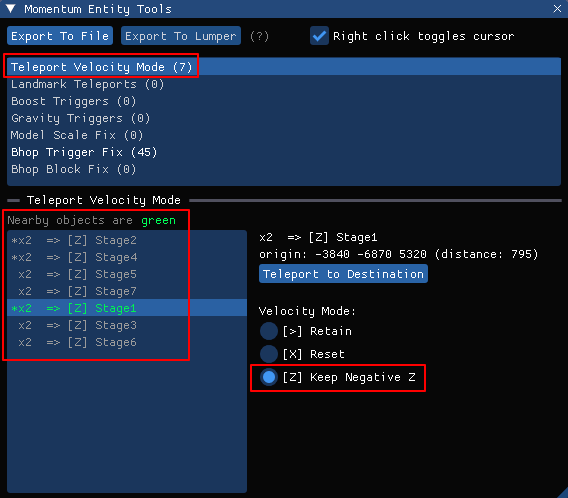 Momentum Entity Tools
Export To File Export To Lumper (?) Right click toggles cursor
Teleport Velocity Mode (7)
Landmark Teleports (0)
Boost Triggers (0)
Gravity Triggers (0)
Model Scale Fix (0)
Bhop Trigger Fix (45)
Bhop Block Fix (0)
Teleport Velocity Mode
Nearby objects are green
*x2 => [Z] Stage2
*x2 => [Z] Stage4
x2 => [Z] Stage5
x2 => [Z] Stage7
*x2 => [Z] Stage1
x2 => [Z] Stage3
x2 => [Z] Stage6
x2 => [Z] Stage1
origin: -3840 -6870 5320 (distance: 795)
Teleport to Destination
Velocity Mode:
[>] Retain
[X] Reset
[Z] Keep Negative Z